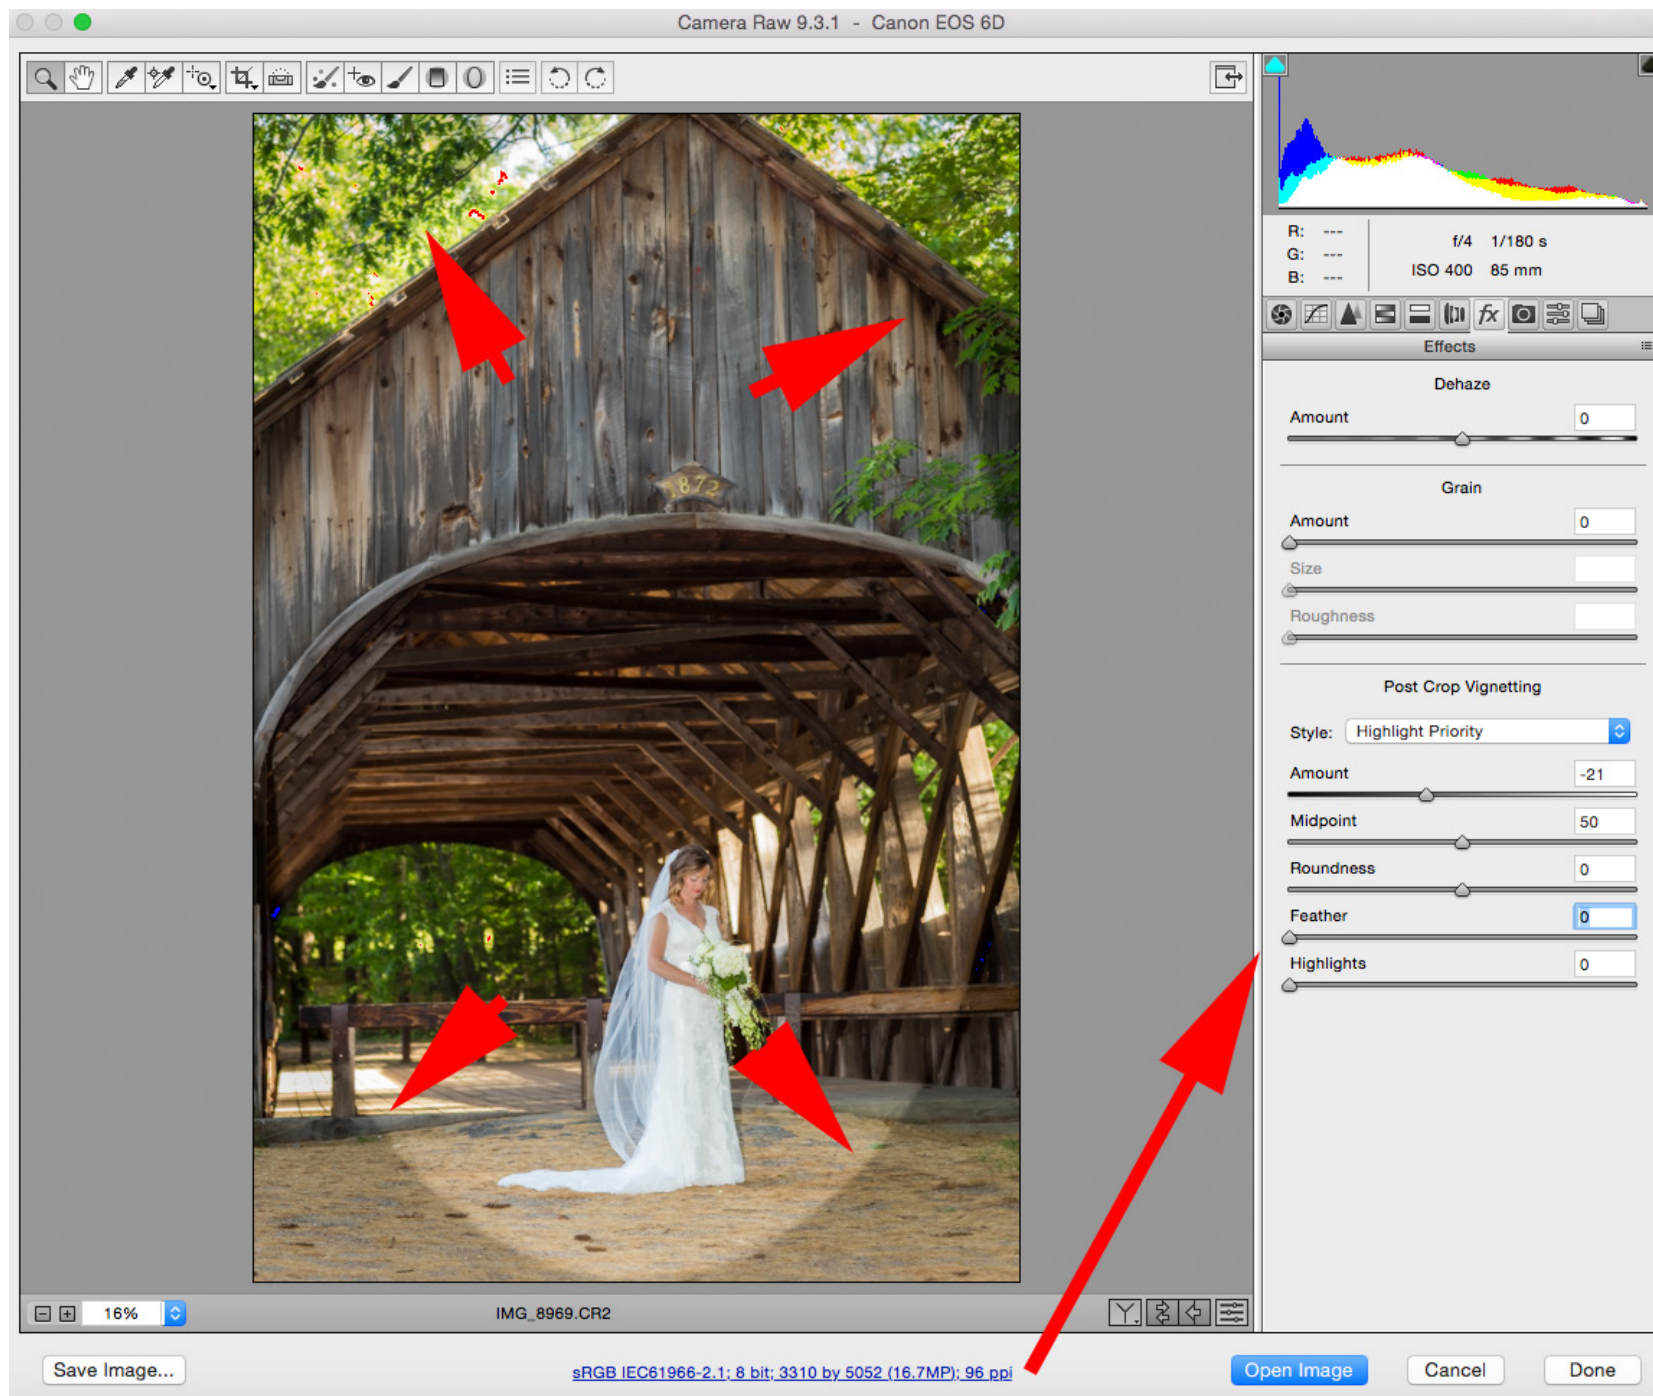 Camera Raw 9.3.1 - Canon EOS 6D
R: ---
G: ---
B: ---
f/4 1/180 s
ISO 400 85 mm
fx
Effects
Dehaze
Amount 0
Grain
Amount 0
Size
Roughness
Post Crop Vignetting
Style: Highlight Priority
Amount -21
Midpoint 50
Roundness 0
Feather 0
Highlights 0
1872
16%
IMG_8969.CR2
Y
Save Image...
sRGB IEC61966-2.1; 8 bit; 3310 by 5052 (16.7MP); 96 ppi
Open Image
Cancel
Done